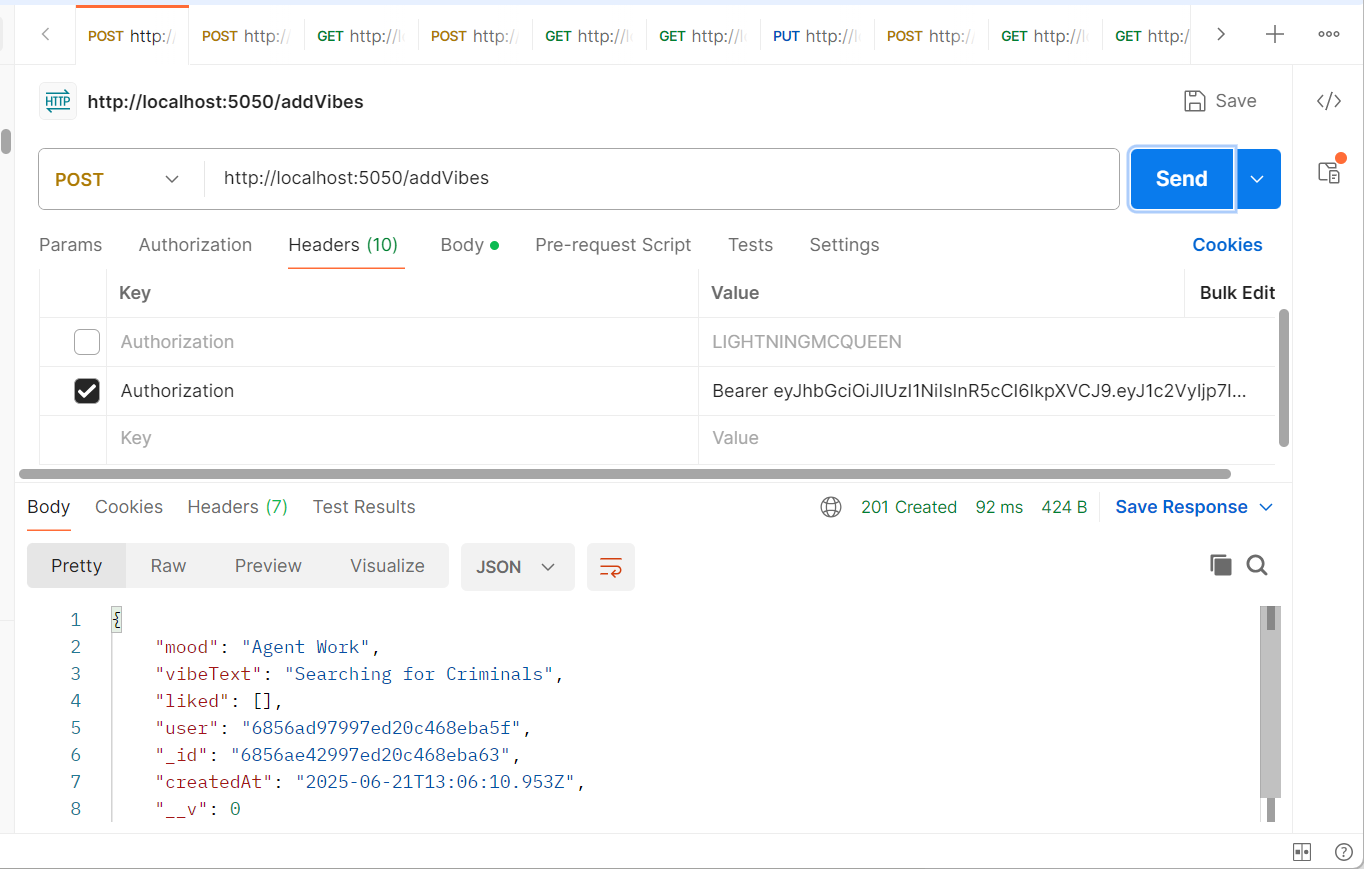 POST http:/ POST http:/ GET http://l POST http:/ GET http://l GET http://l PUT http://l POST http:/ GET http://l GET http:/
HTTP http://localhost:5050/addVibes Save
POST http://localhost:5050/addVibes Send
Params Authorization Headers (10) Body Pre-request Script Tests Settings Cookies
Key Value Bulk Edit
Authorization LIGHTNINGMCQUEEN
Authorization Bearer eyJhbGciOiJIUzI1NiIsInR5cCI6IkpXVCJ9.eyJ1c2VyIjp7I...
Key Value
Body Cookies Headers (7) Test Results 201 Created 92 ms 424 B Save Response
Pretty Raw Preview Visualize JSON
1 {
2 "mood": "Agent Work",
3 "vibeText": "Searching for Criminals",
4 "liked": [],
5 "user": "6856ad97997ed20c468eba5f",
6 "_id": "6856ae42997ed20c468eba63",
7 "createdAt": "2025-06-21T13:06:10.953Z",
8 "__v": 0